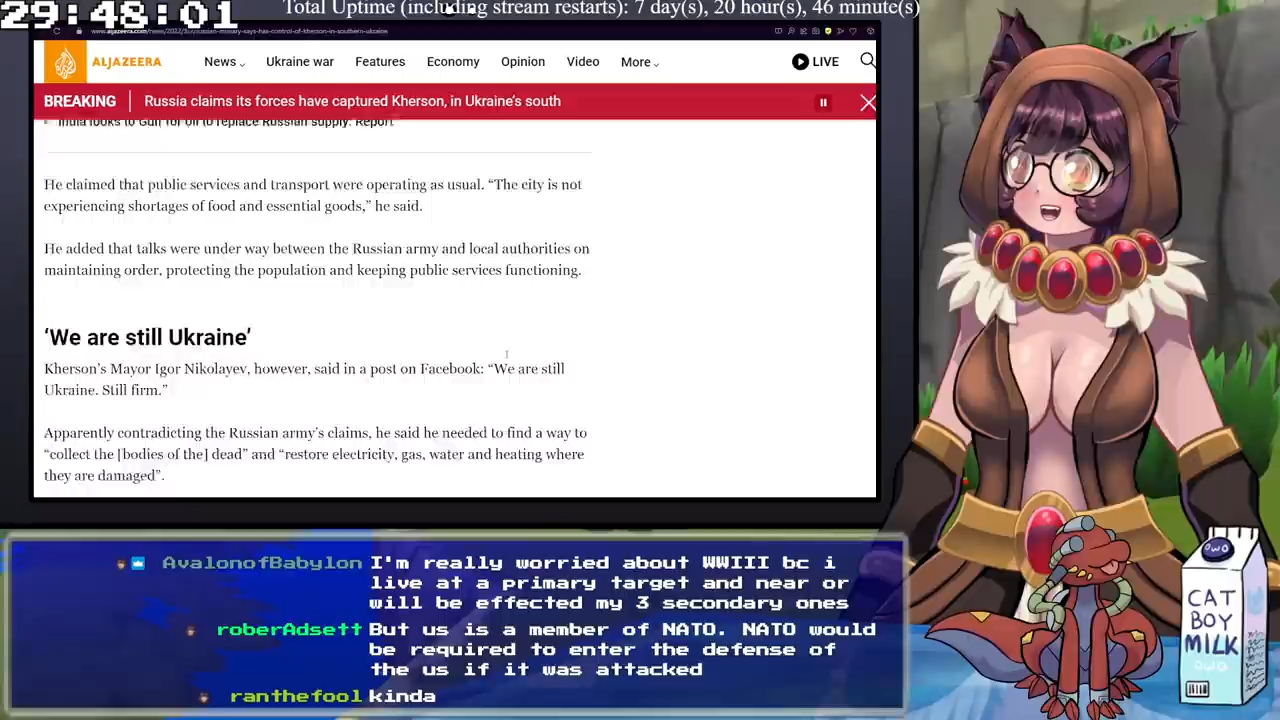 29:48:01
Total Uptime (including stream restarts): 7 day(s), 20 hour(s), 46 minute(s)
ALJAZEERA
News Ukraine war Features Economy Opinion Video More LIVE
BREAKING Russia claims its forces have captured Kherson, in Ukraine's south
India looks to Gulf for oil to replace Russian supply: Report
He claimed that public services and transport were operating as usual. “The city is not
experiencing shortages of food and essential goods,” he said.
He added that talks were under way between the Russian army and local authorities on
maintaining order, protecting the population and keeping public services functioning.
‘We are still Ukraine’
Kherson’s Mayor Igor Nikolayev, however, said in a post on Facebook: “We are still
Ukraine. Still firm.”
Apparently contradicting the Russian army’s claims, he said he needed to find a way to
“collect the [bodies of the] dead” and “restore electricity, gas, water and heating where
they are damaged”.
AvalonofBabylon I'm really worried about WWIII bc i
live at a primary target and near or
will be effected my 3 secondary ones
roberAdsett But us is a member of NATO. NATO would
be required to enter the defense of
the us if it was attacked
ranthefool kinda
OWO
CAT
BOY
MILK
OWO